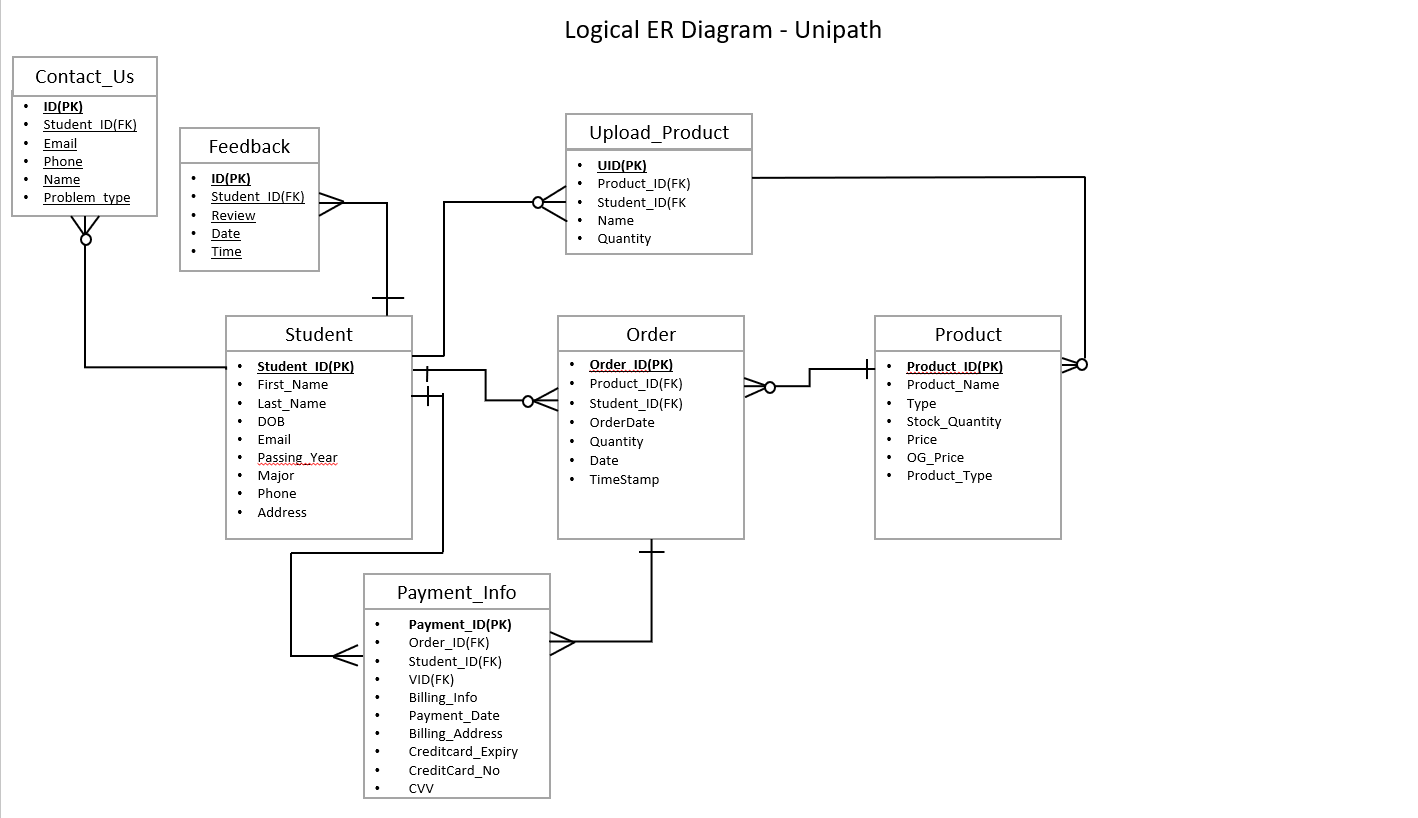 Logical ER Diagram - Unipath
Contact_Us
• ID(PK)
• Student_ID(FK)
• Email
• Phone
• Name
• Problem_type
Feedback
• ID(PK)
• Student_ID(FK)
• Review
• Date
• Time
Upload_Product
• UID(PK)
• Product_ID(FK)
• Student_ID(FK
• Name
• Quantity
Student
• Student_ID(PK)
• First_Name
• Last_Name
• DOB
• Email
• Passing_Year
• Major
• Phone
• Address
Order
• Order_ID(PK)
• Product_ID(FK)
• Student_ID(FK)
• OrderDate
• Quantity
• Date
• TimeStamp
Product
• Product_ID(PK)
• Product_Name
• Type
• Stock_Quantity
• Price
• OG_Price
• Product_Type
Payment_Info
• Payment_ID(PK)
• Order_ID(FK)
• Student_ID(FK)
• VID(FK)
• Billing_Info
• Payment_Date
• Billing_Address
• Creditcard_Expiry
• CreditCard_No
• CVV